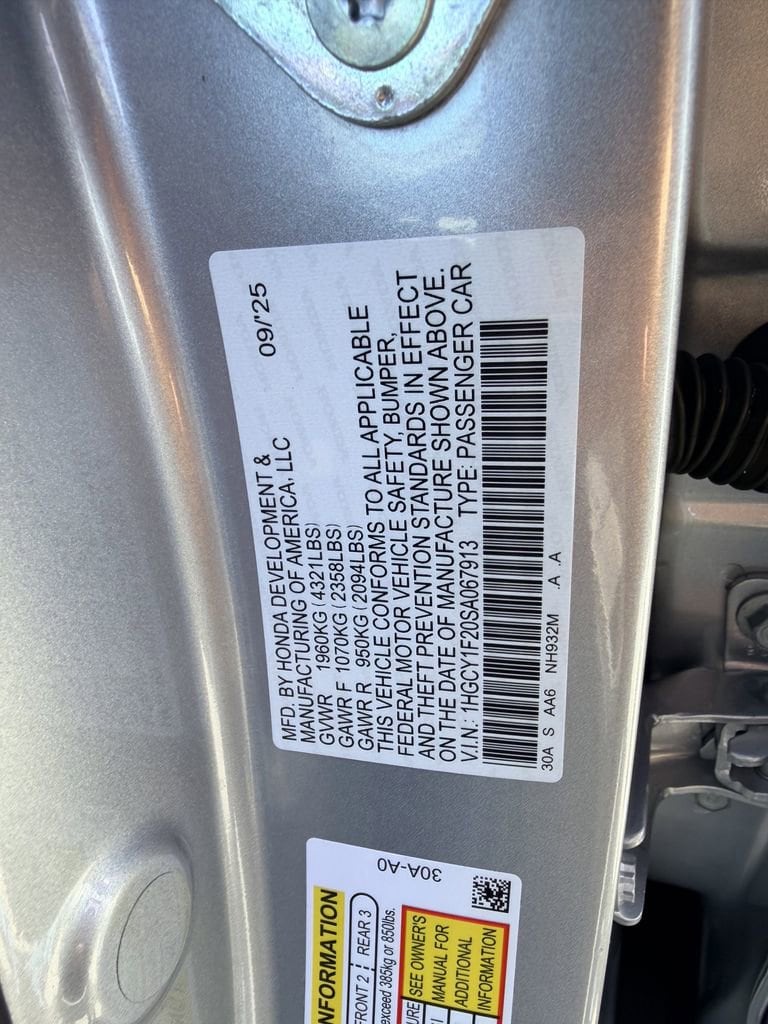 09/'25
MFD. BY HONDA DEVELOPMENT &
MANUFACTURING OF AMERICA, LLC
GVWR 1960KG (4321LBS)
GAWR F 1070KG (2358LBS)
GAWR R 950KG (2094LBS)
THIS VEHICLE CONFORMS TO ALL APPLICABLE
FEDERAL MOTOR VEHICLE SAFETY, BUMPER,
AND THEFT PREVENTION STANDARDS IN EFFECT
ON THE DATE OF MANUFACTURE SHOWN ABOVE.
V.I.N.: 1HGCY1F20SA067913 TYPE: PASSENGER CAR
30A S AA6 NH932M .A .A
30A-A0
INFORMATION
FRONT 2 REAR 3
exceed 385kg or 850lbs.
SEE OWNER'S
MANUAL FOR
ADDITIONAL
INFORMATION